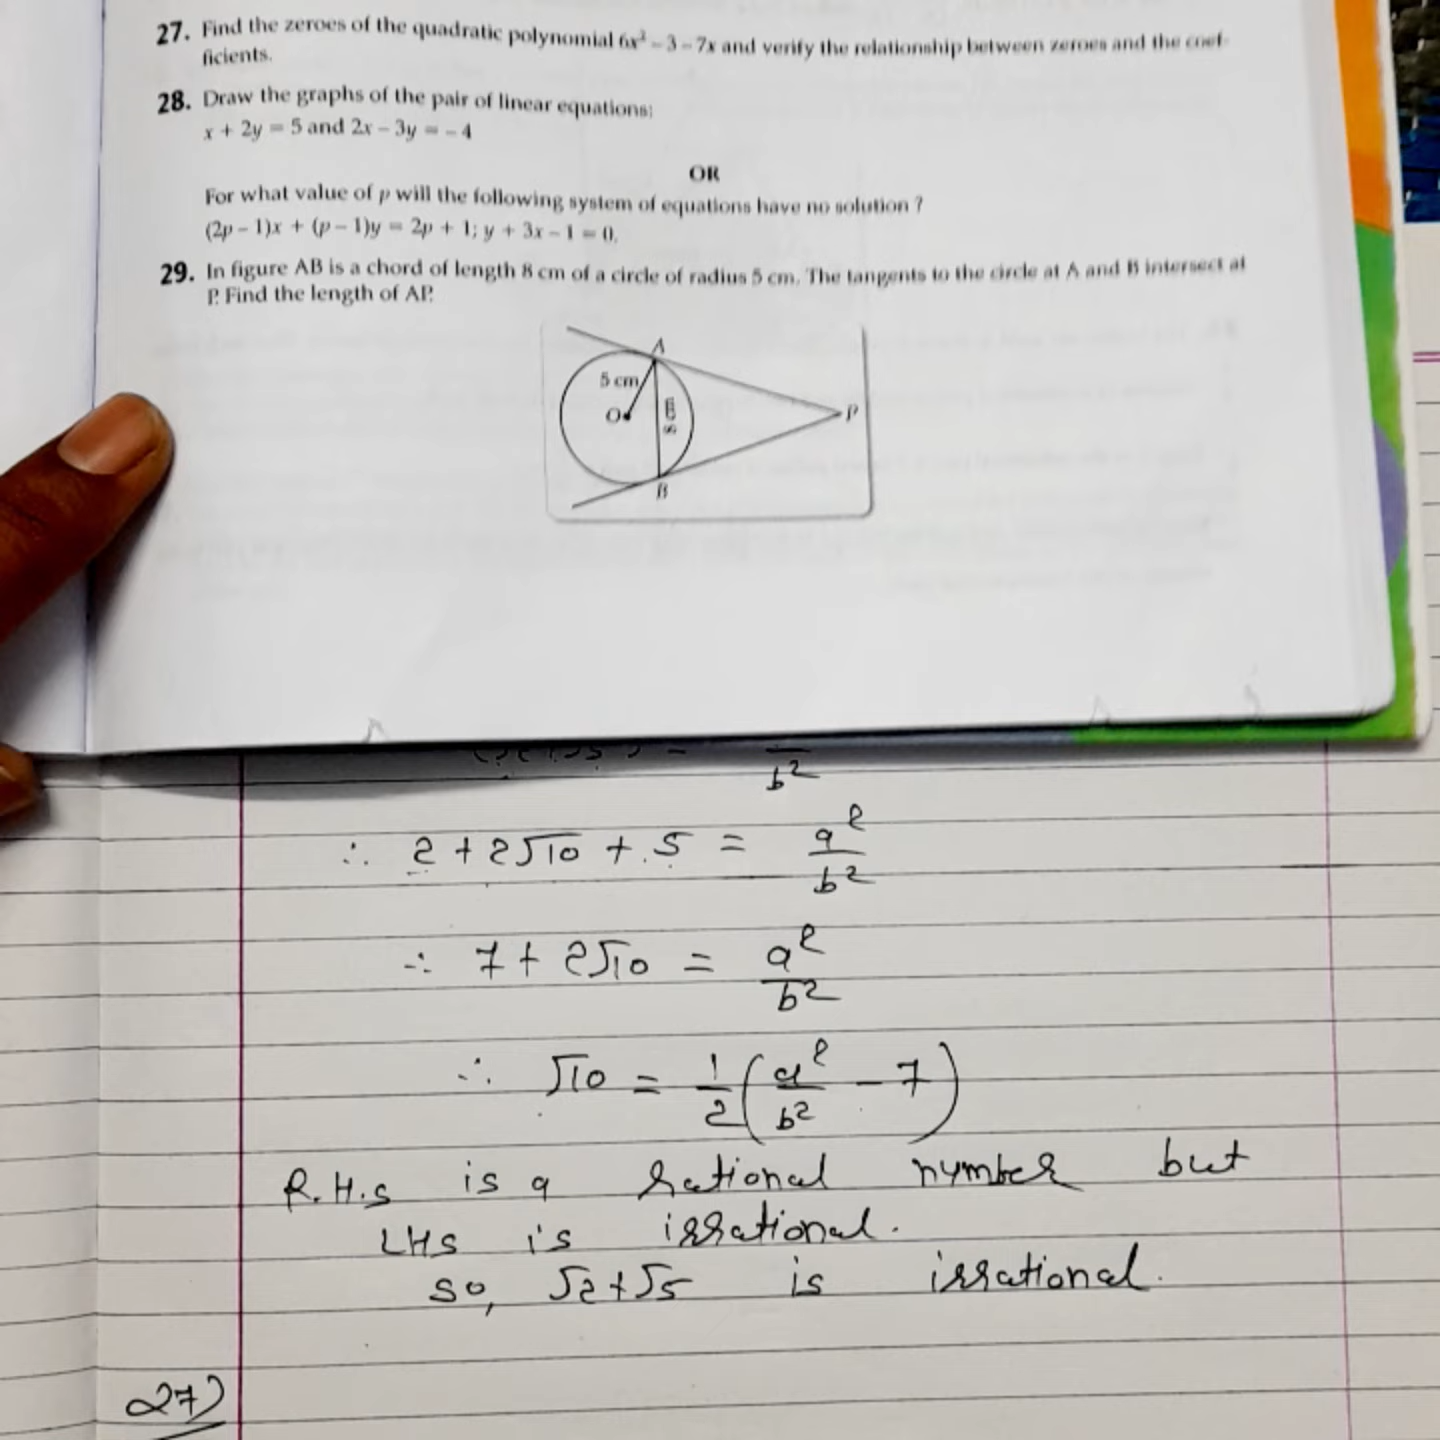 27. Find the zeroes of the quadratic polynomial 6x² – 3 – 7x and verify the relationship between zeroes and the coef-
ficients.
28. Draw the graphs of the pair of linear equations:
x + 2y = 5 and 2x – 3y = – 4
OR
For what value of p will the following system of equations have no solution ?
(2p – 1)x + (p – 1)y = 2p + 1; y + 3x – 1 = 0.
29. In figure AB is a chord of length 8 cm of a circle of radius 5 cm. The tangents to the circle at A and B intersect at
P. Find the length of AP.
A
5 cm
O
8 cm
P
B
b²
∴ 2 + 2√10 + 5 = a²/b²
∴ 7 + 2√10 = a²/b²
∴ √10 = 1/2 (a²/b² – 7)
R.H.S is a rational number but
LHS is irrational.
so, √2+√5 is irrational.
27)